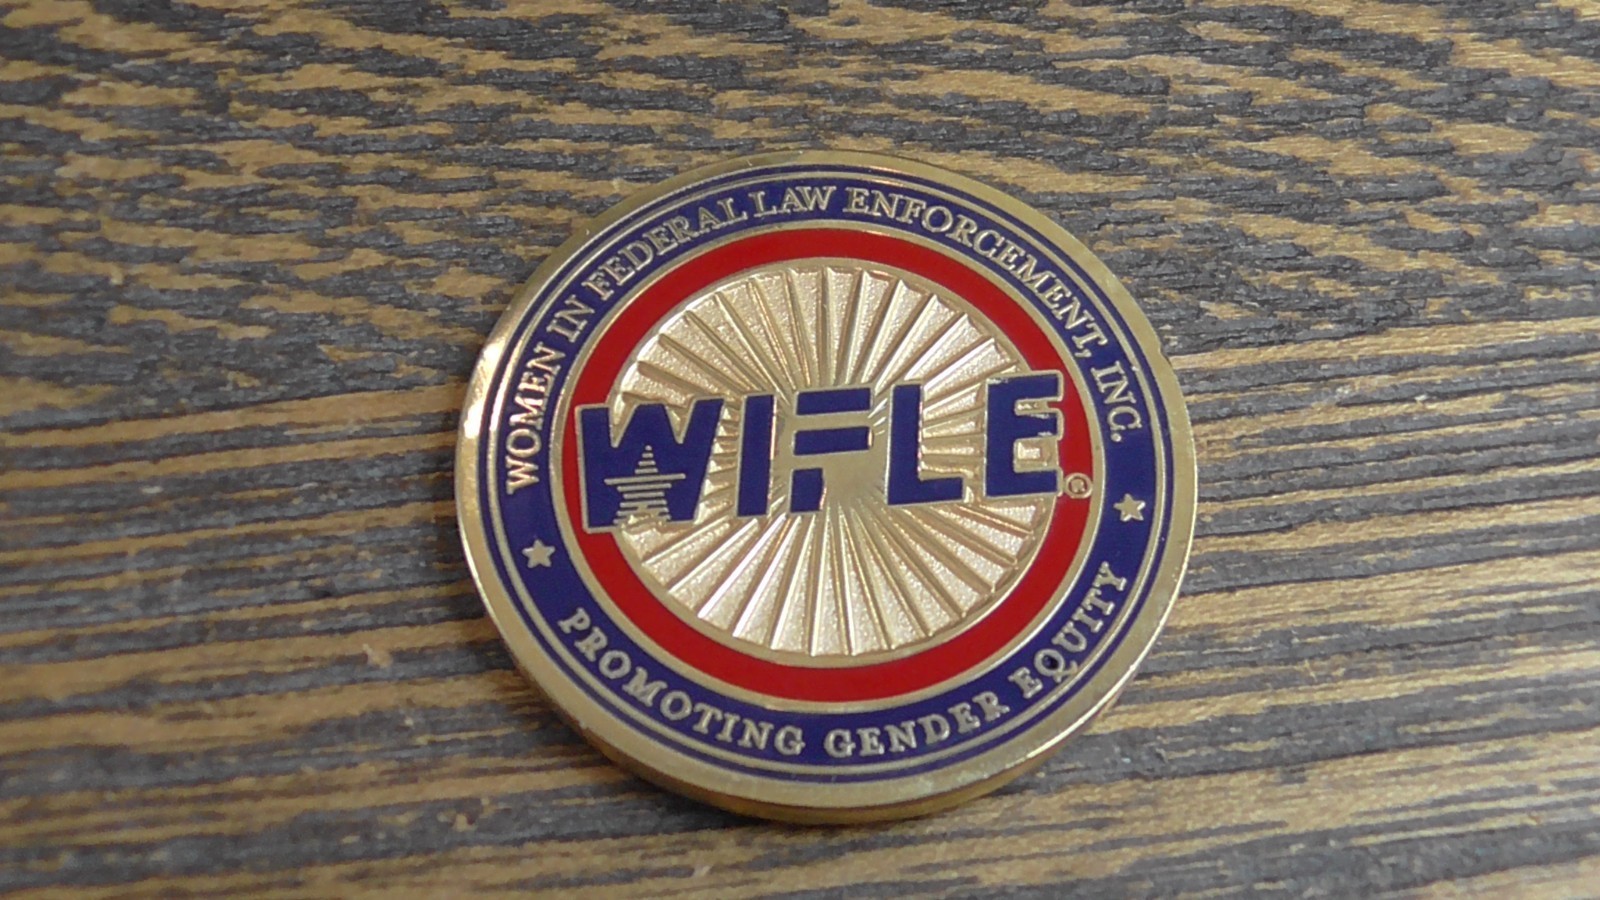 WOMEN IN FEDERAL LAW ENFORCEMENT, INC.
WIFLE®
PROMOTING GENDER EQUITY